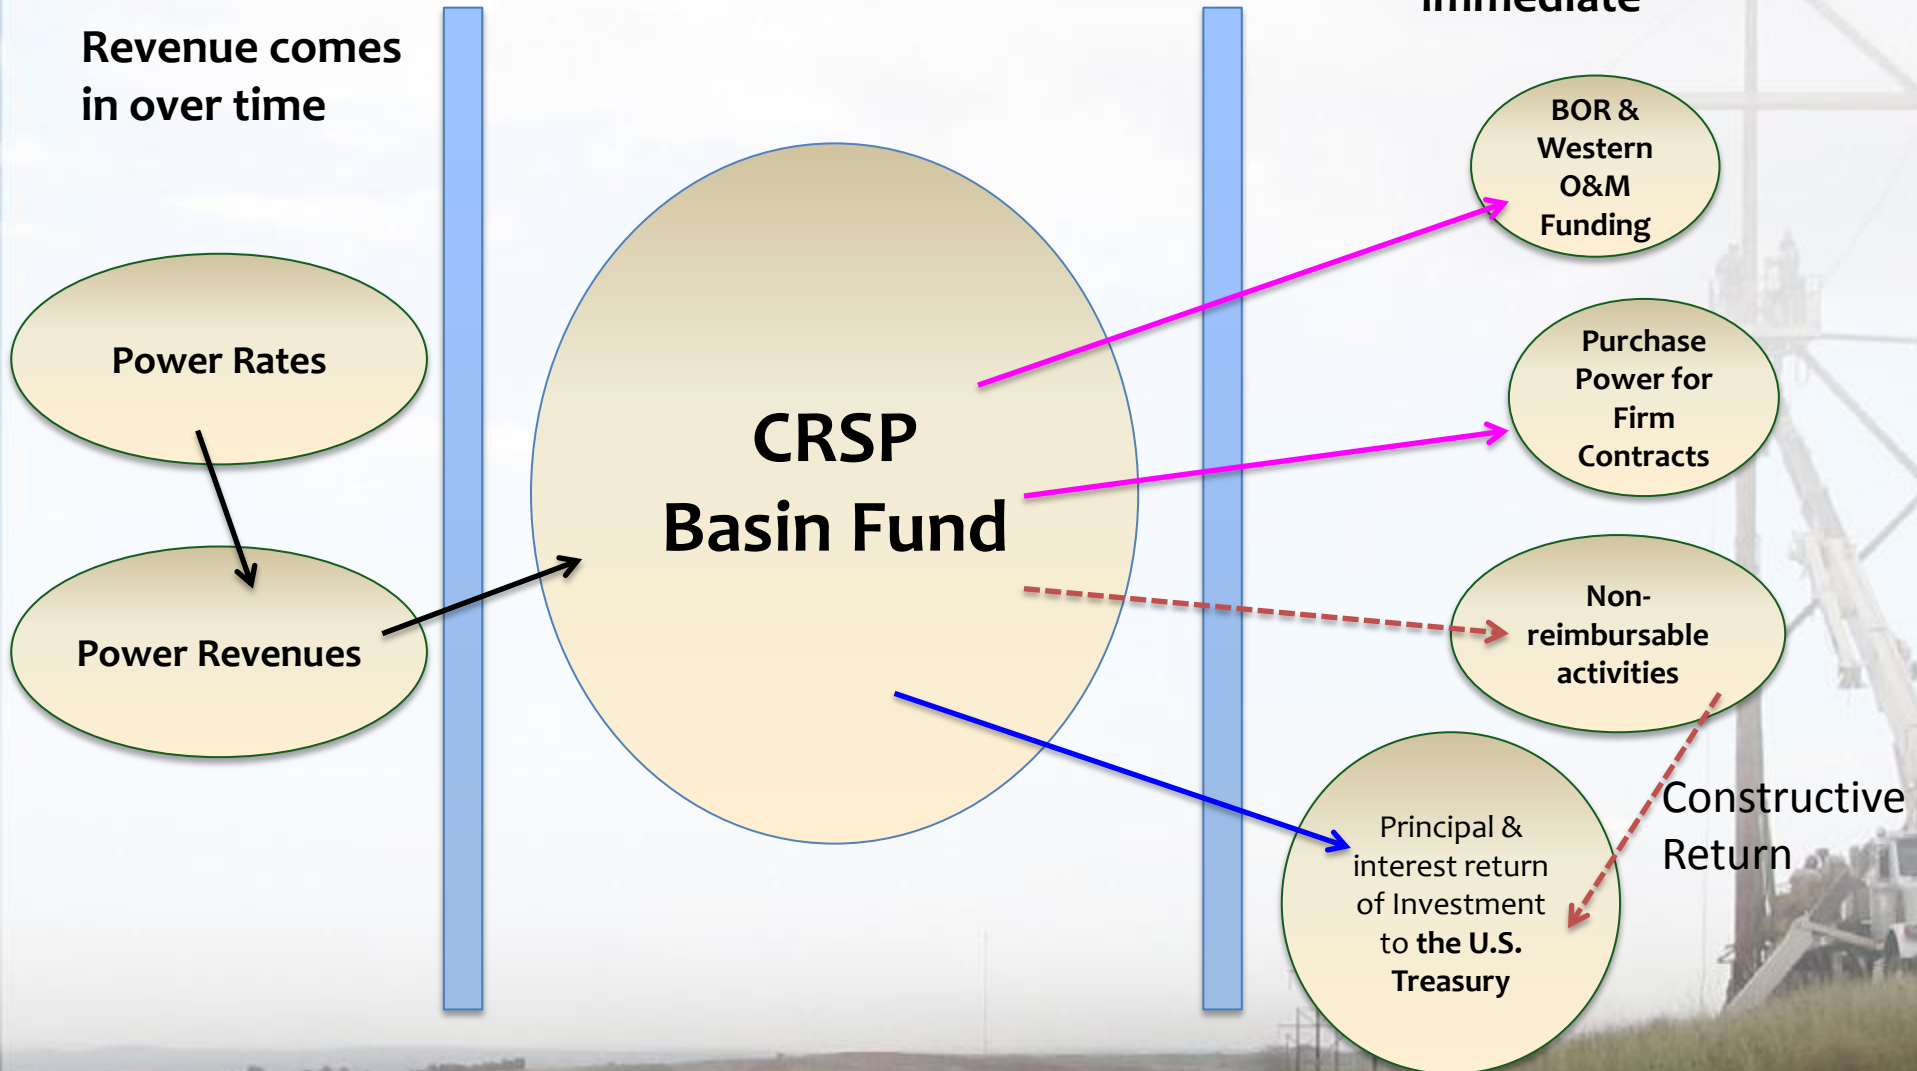 Revenue comes
in over time
immediate
Power Rates
Power Revenues
CRSP
Basin Fund
BOR &
Western
O&M
Funding
Purchase
Power for
Firm
Contracts
Non-
reimbursable
activities
Constructive
Return
Principal &
interest return
of Investment
to the U.S.
Treasury